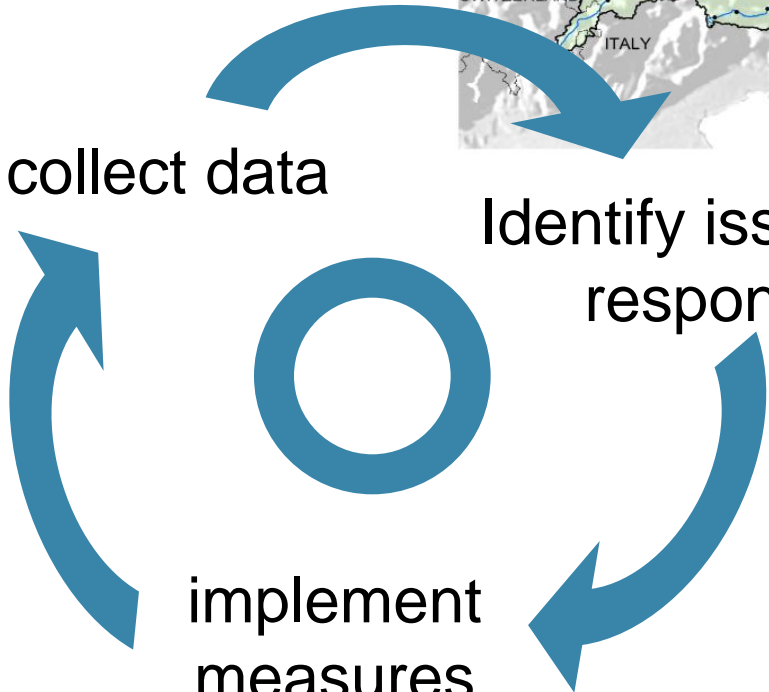 ITALY
collect data
Identify iss
respon
implement
measures